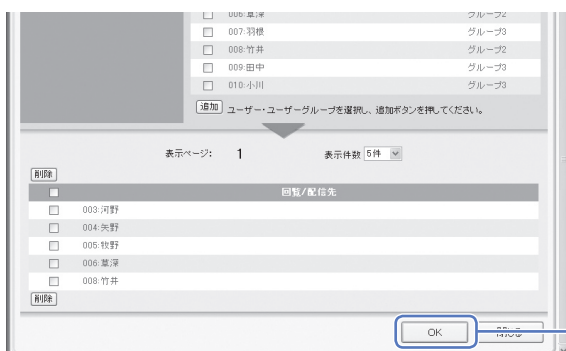 006:草深 グループ2
007:羽根 グループ3
008:竹井 グループ2
009:田中 グループ3
010:小川 グループ3
追加 ユーザー・ユーザーグループを選択し、追加ボタンを押してください。
表示ページ: 1 表示件数 5件
削除
回覧/配信先
003:河野
004:矢野
005:牧野
006:草深
008:竹井
削除
OK 閉じる